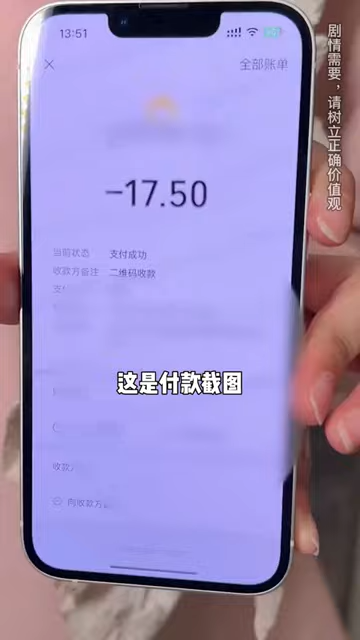 13:51
全部账单
-17.50
当前状态 支付成功
收款方备注 二维码收款
这是付款截图
收款
向收款方
剧情需要，请树立正确价值观